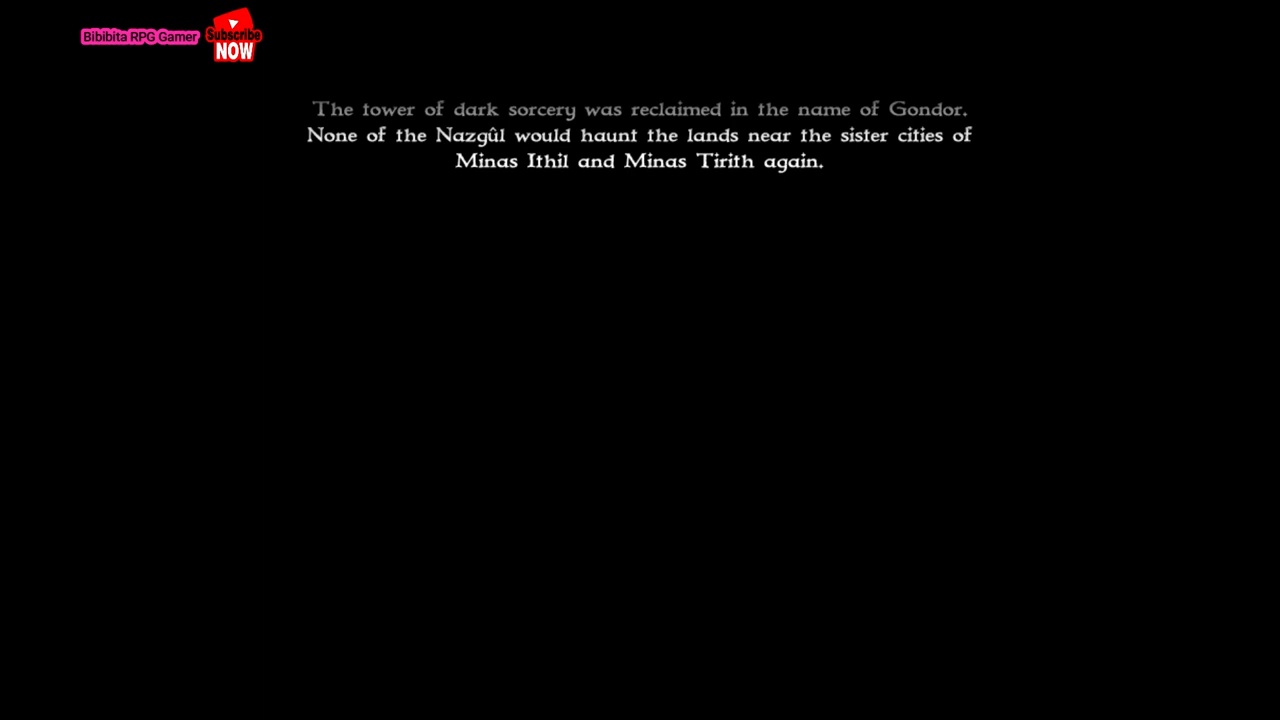 Bibibita RPG Gamer
Subscribe
NOW
The tower of dark sorcery was reclaimed in the name of Gondor.
None of the Nazgûl would haunt the lands near the sister cities of
Minas Ithil and Minas Tirith again.